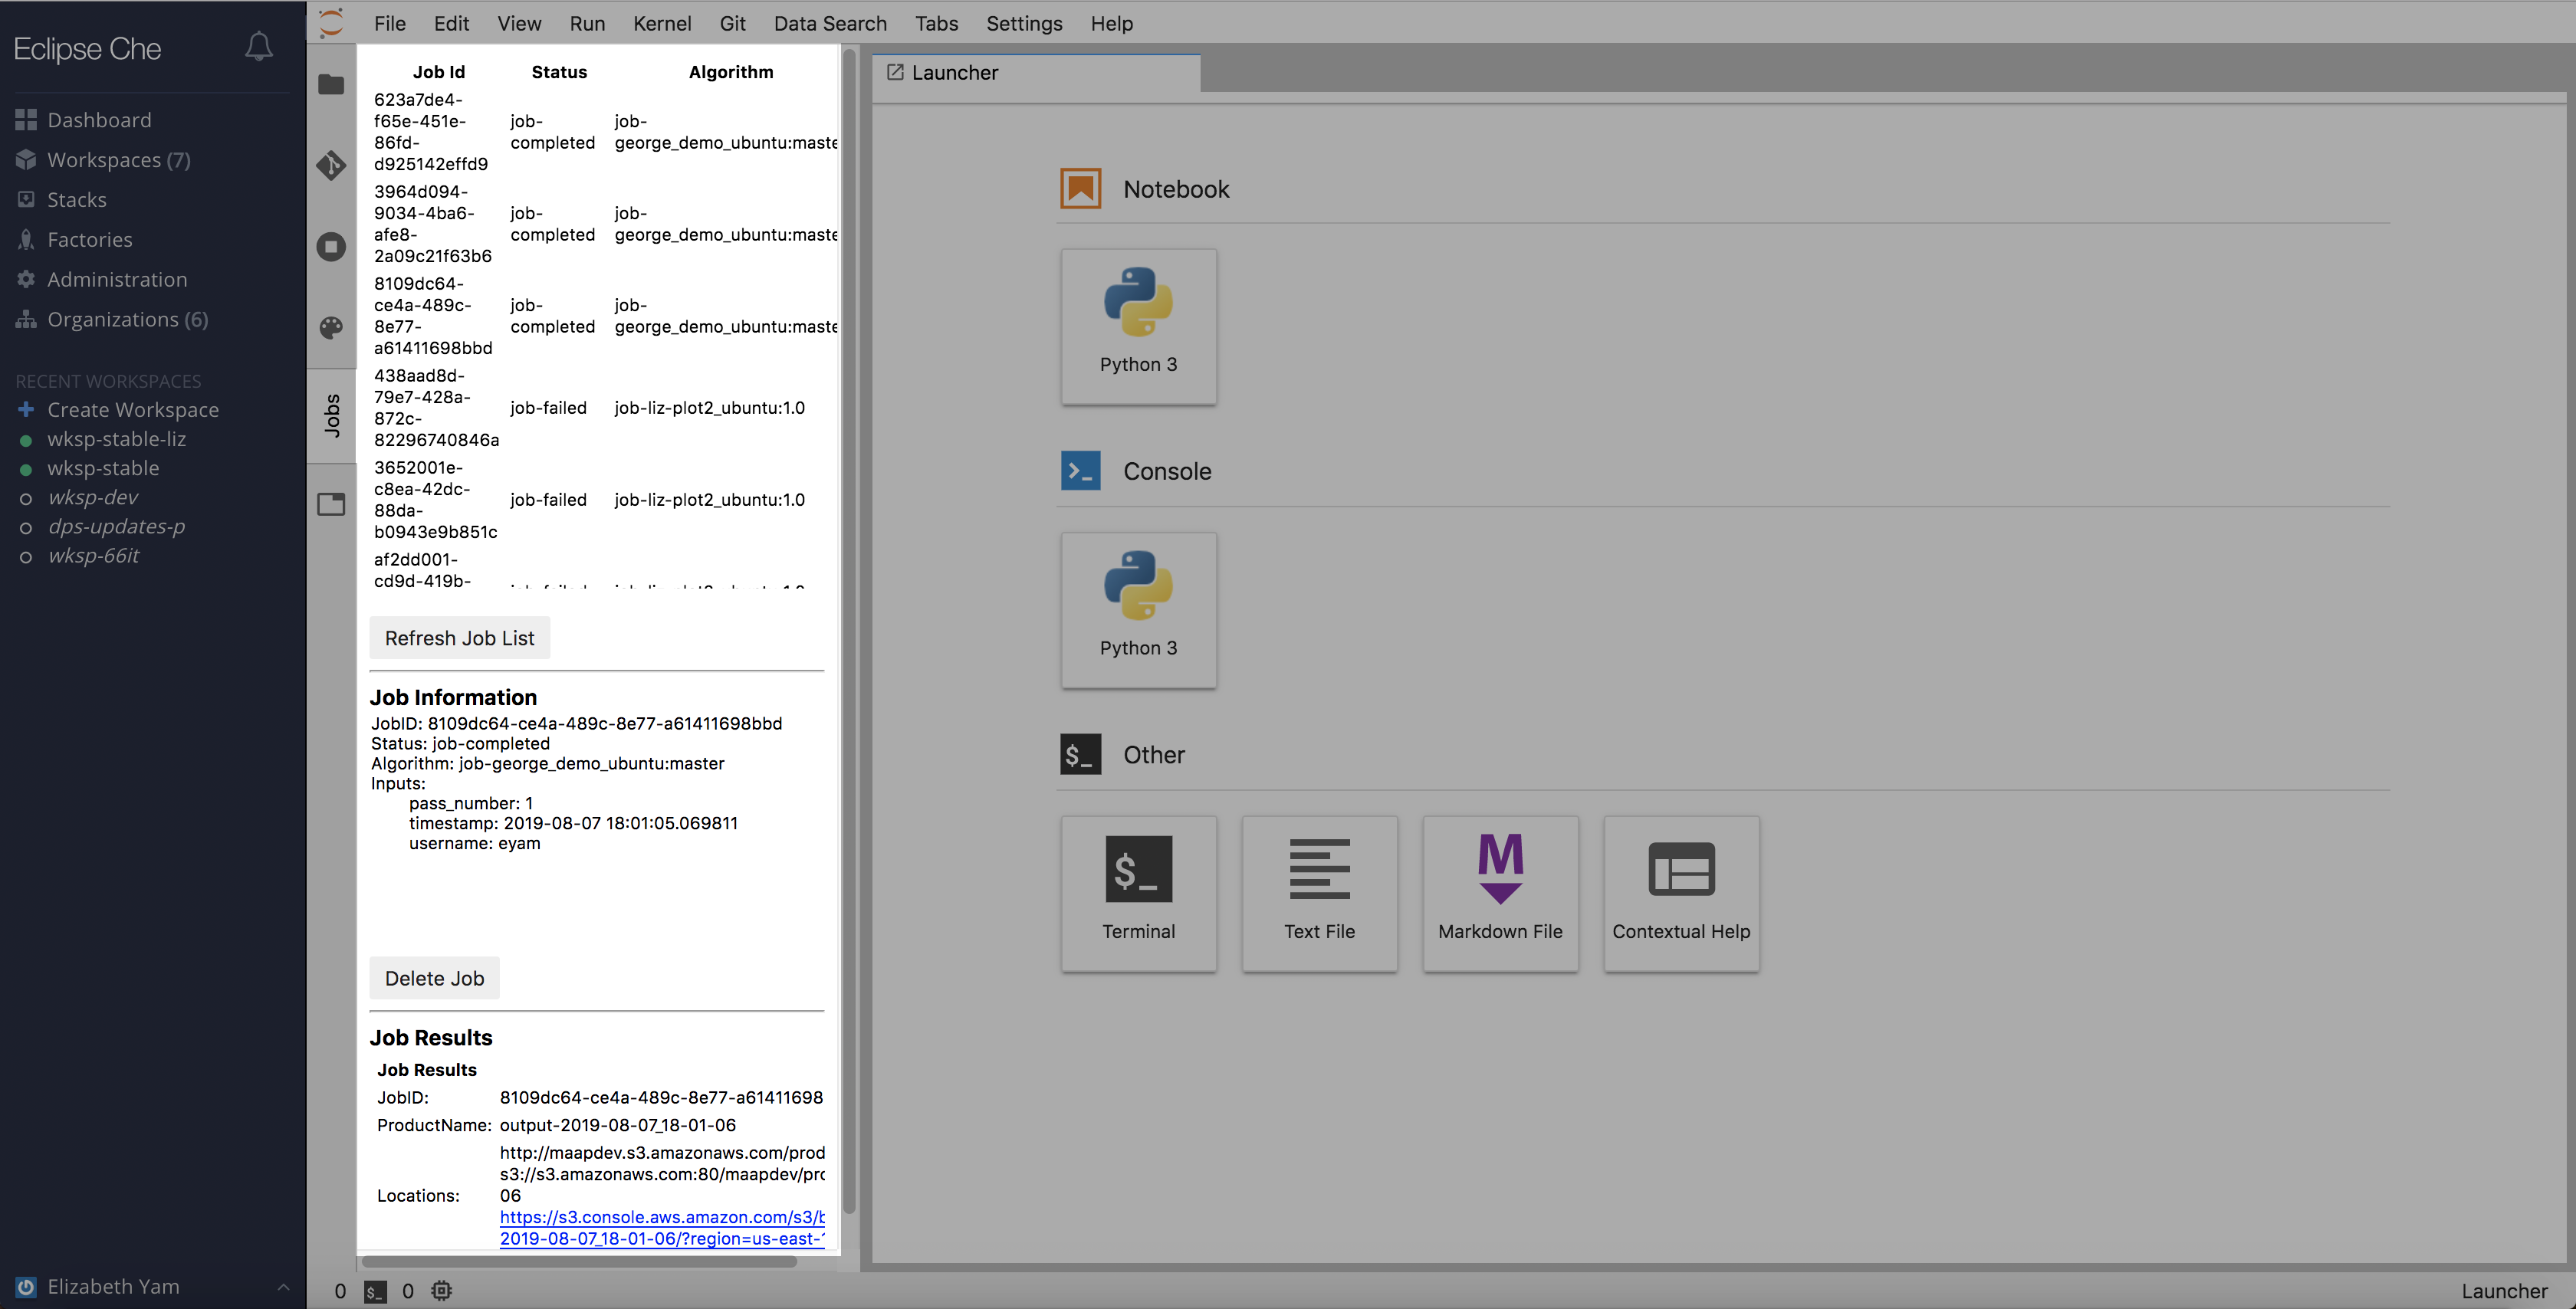 Eclipse Che
Dashboard
Workspaces (7)
Stacks
Factories
Administration
Organizations (6)
RECENT WORKSPACES
Create Workspace
wksp-stable-liz
wksp-stable
wksp-dev
dps-updates-p
wksp-66it
Elizabeth Yam
File Edit View Run Kernel Git Data Search Tabs Settings Help
Jobs
Job Id Status Algorithm
623a7de4-
f65e-451e-
86fd-
d925142effd9
job-
completed
job-
george_demo_ubuntu:maste
3964d094-
9034-4ba6-
afe8-
2a09c21f63b6
job-
completed
job-
george_demo_ubuntu:maste
8109dc64-
ce4a-489c-
8e77-
a61411698bbd
job-
completed
job-
george_demo_ubuntu:maste
438aad8d-
79e7-428a-
872c-
82296740846a
job-failed
job-liz-plot2_ubuntu:1.0
3652001e-
c8ea-42dc-
88da-
b0943e9b851c
job-failed
job-liz-plot2_ubuntu:1.0
af2dd001-
cd9d-419b-
Refresh Job List
Job Information
JobID: 8109dc64-ce4a-489c-8e77-a61411698bbd
Status: job-completed
Algorithm: job-george_demo_ubuntu:master
Inputs:
pass_number: 1
timestamp: 2019-08-07 18:01:05.069811
username: eyam
Delete Job
Job Results
Job Results
JobID: 8109dc64-ce4a-489c-8e77-a61411698
ProductName: output-2019-08-07_18-01-06
Locations:
http://maapdev.s3.amazonaws.com/prod
s3://s3.amazonaws.com:80/maapdev/pro
06
https://s3.console.aws.amazon.com/s3/b
2019-08-07_18-01-06/?region=us-east-1
Launcher
Notebook
Python 3
Console
>_
Python 3
$_
Other
$_
Terminal
Text File
M
Markdown File
Contextual Help
0 $_ 0
Launcher